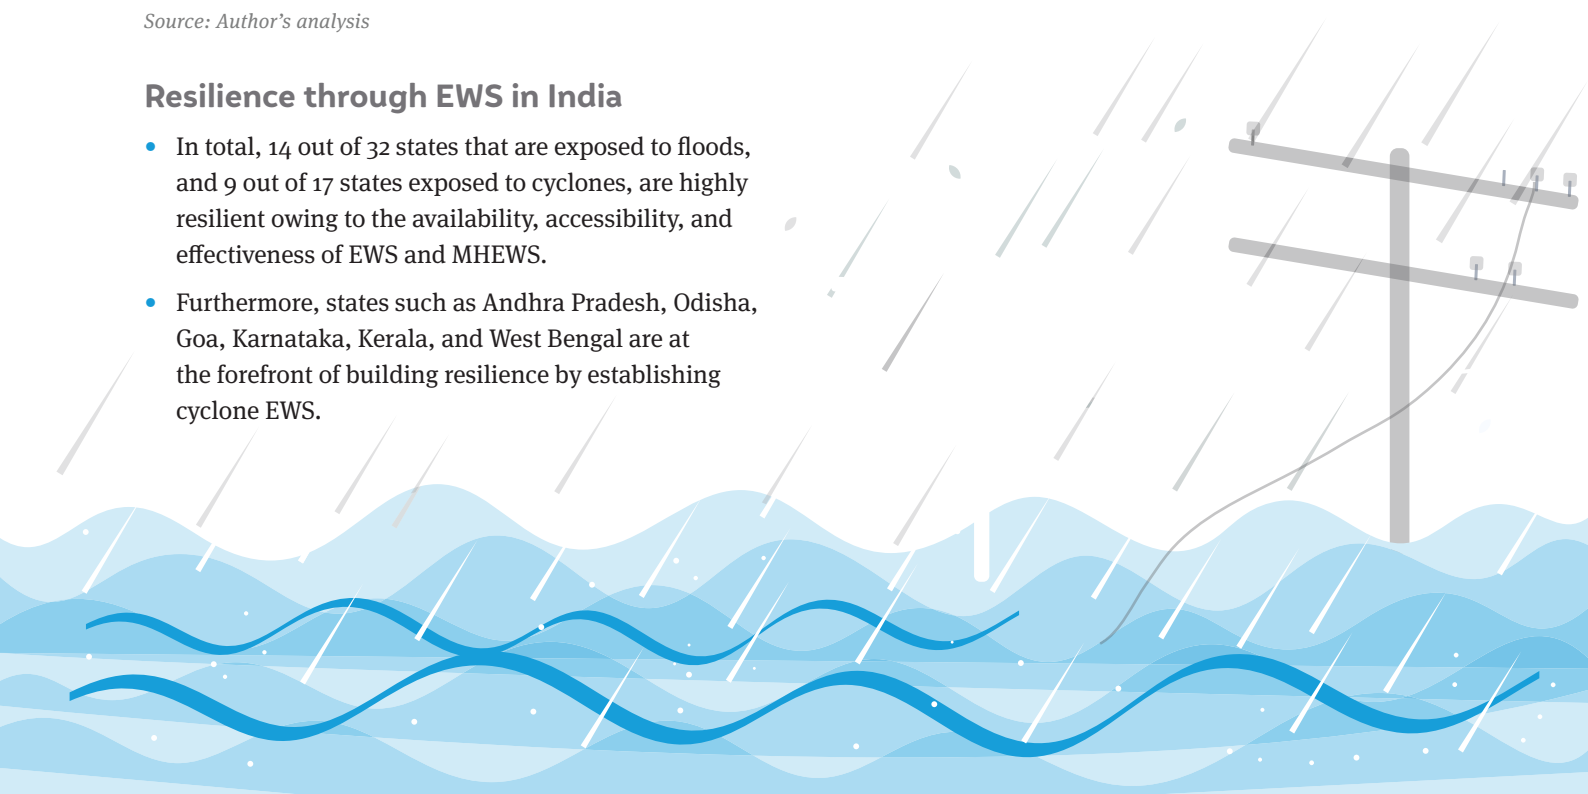 Source: Author’s analysis
Resilience through EWS in India
• In total, 14 out of 32 states that are exposed to floods,
and 9 out of 17 states exposed to cyclones, are highly
resilient owing to the availability, accessibility, and
effectiveness of EWS and MHEWS.
• Furthermore, states such as Andhra Pradesh, Odisha,
Goa, Karnataka, Kerala, and West Bengal are at
the forefront of building resilience by establishing
cyclone EWS.